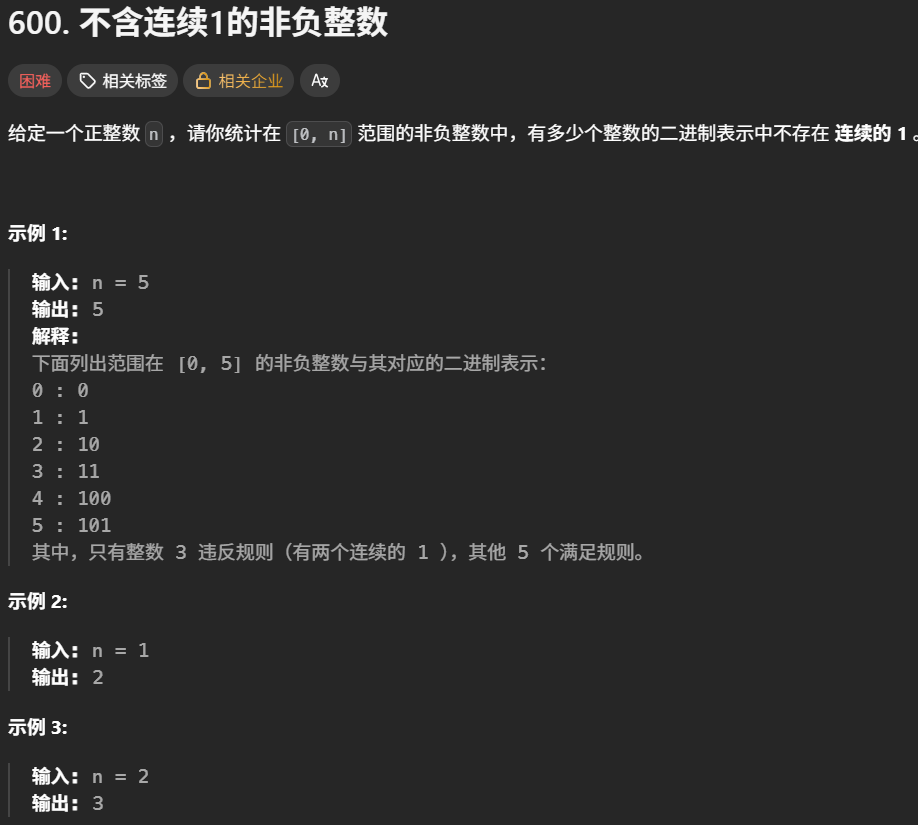 600. 不含连续1的非负整数
困难 相关标签 相关企业 Az
给定一个正整数 n ，请你统计在 [0, n] 范围的非负整数中，有多少个整数的二进制表示中不存在 连续的 1 。
示例 1:
输入: n = 5
输出: 5
解释:
下面列出范围在 [0, 5] 的非负整数与其对应的二进制表示：
0 : 0
1 : 1
2 : 10
3 : 11
4 : 100
5 : 101
其中，只有整数 3 违反规则（有两个连续的 1 ），其他 5 个满足规则。
示例 2:
输入: n = 1
输出: 2
示例 3:
输入: n = 2
输出: 3